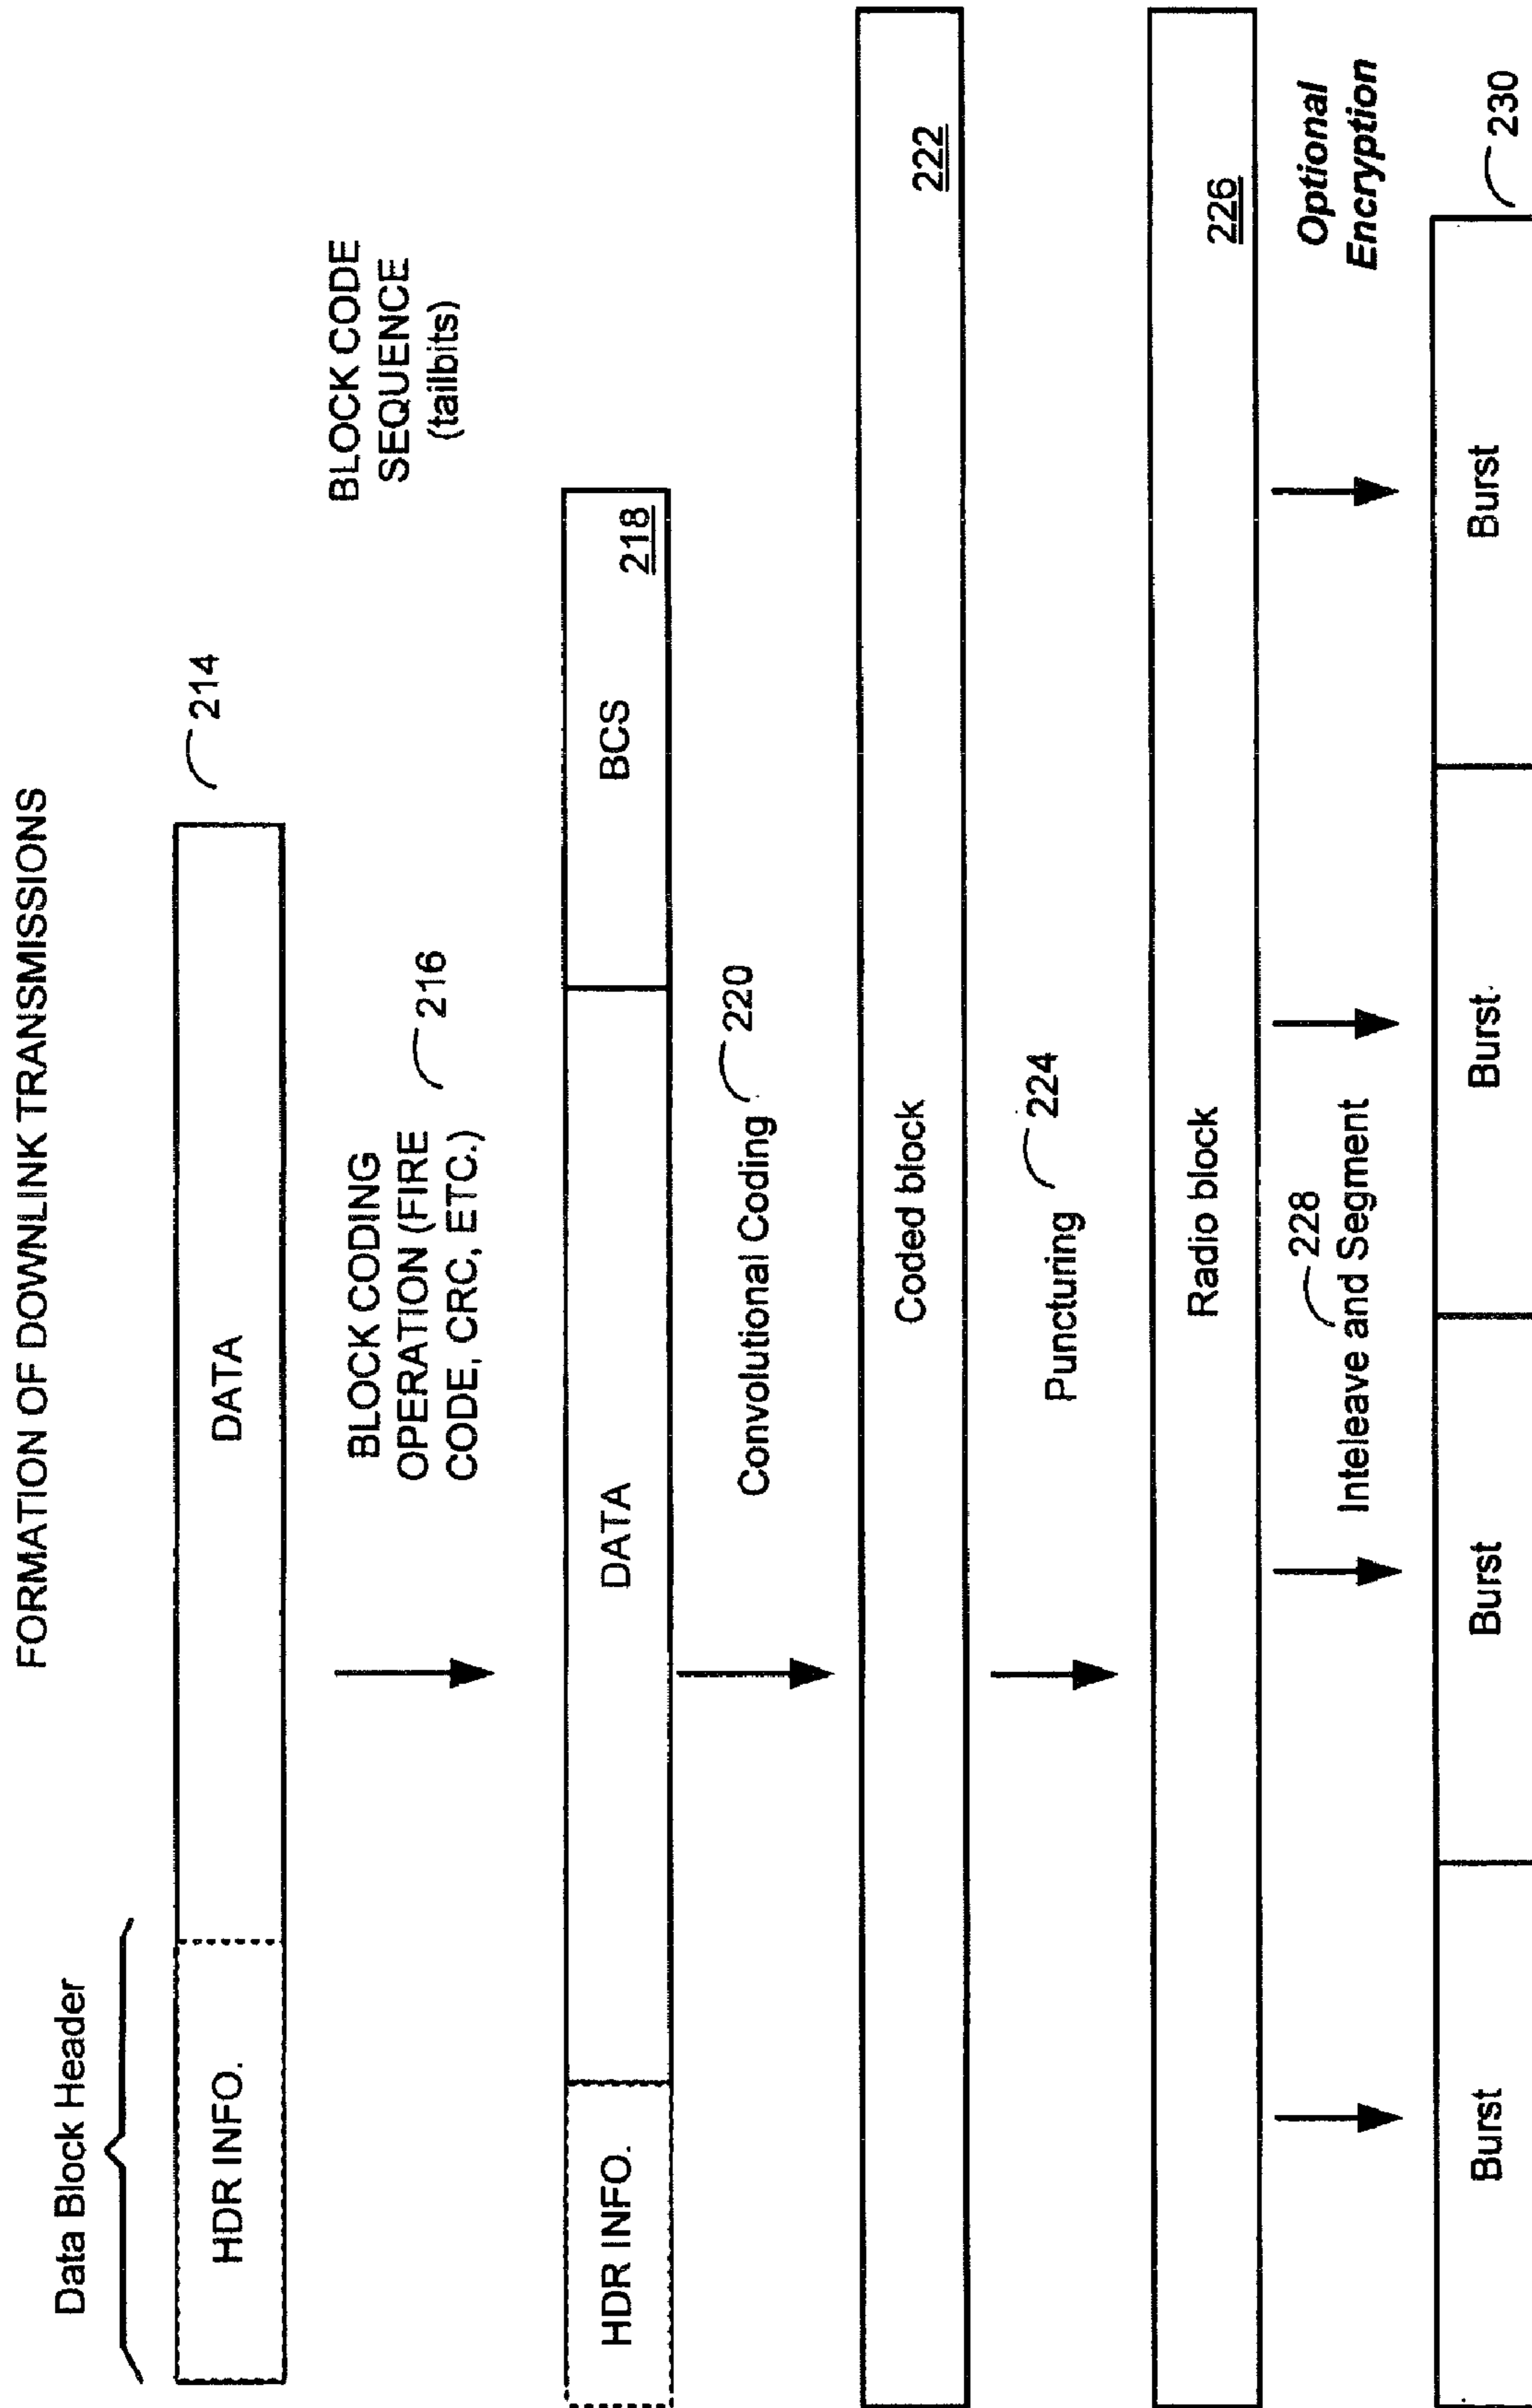 FORMATION OF DOWNLINK TRANSMISSIONS
Data Block Header
HDR INFO.
DATA
214
BLOCK CODING
OPERATION (FIRE
CODE, CRC, ETC.)
216
BLOCK CODE
SEQUENCE
(tailbits)
HDR INFO.
DATA
BCS
218
Convolutional Coding
220
Coded block
222
Puncturing
224
Radio block
226
228
Inteleave and Segment
Optional
Encryption
Burst
Burst
Burst
Burst
230